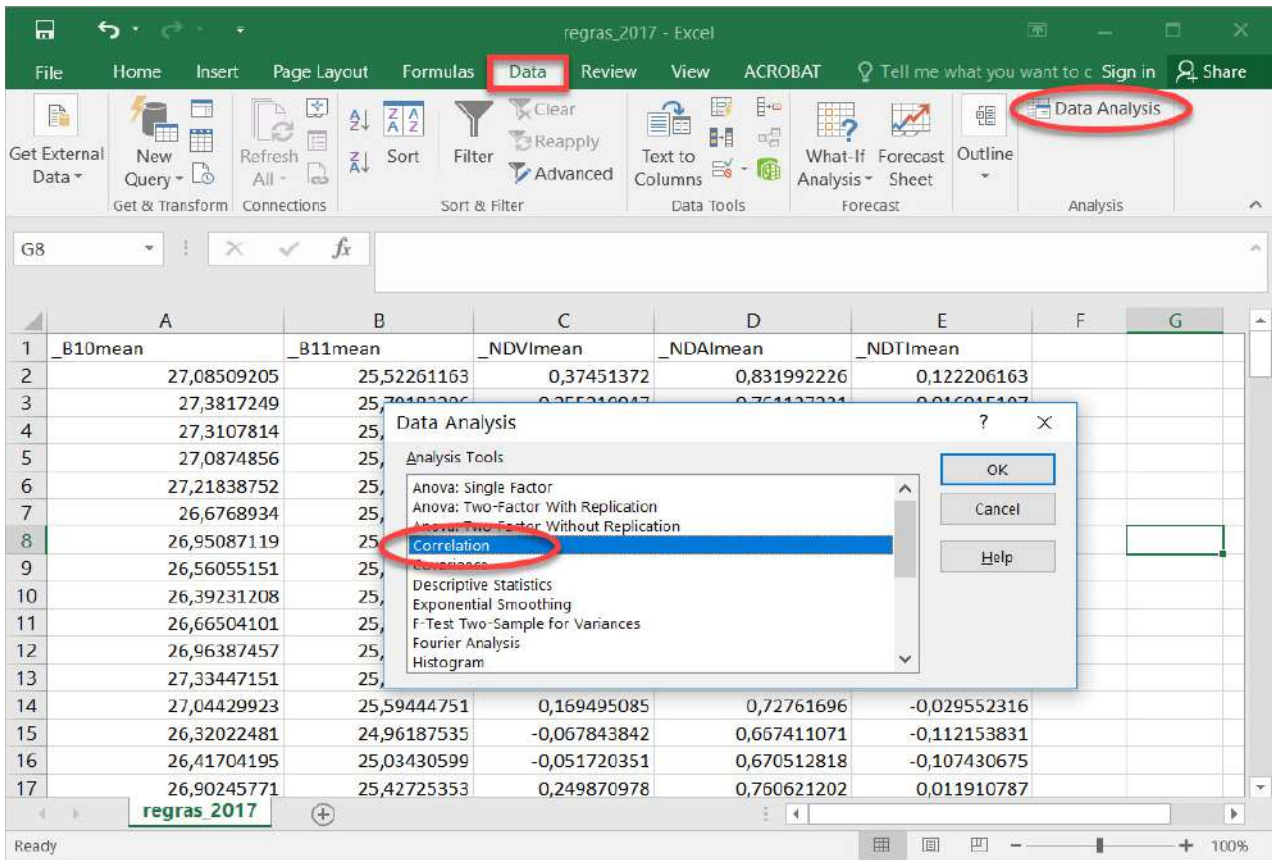 regras_2017 - Excel
File Home Insert Page Layout Formulas Data Review View ACROBAT Tell me what you want to c Sign in Share
Get External Data
New Query
Refresh All
Sort
Filter
Clear
Reapply
Advanced
Text to Columns
What-If Analysis
Forecast Sheet
Outline
Data Analysis
Get & Transform Connections Sort & Filter Data Tools Forecast Analysis
G8 fx
A B C D E F G
1 _B10mean _B11mean _NDVImean _NDAImean _NDTImean
2 27,08509205 25,52261163 0,37451372 0,831992226 0,122206163
3 27,3817249 25,
4 27,3107814 25,
5 27,0874856 25,
6 27,21838752 25,
7 26,6768934 25,
8 26,95087119 25
9 26,56055151 25,
10 26,39231208 25,
11 26,66504101 25,
12 26,96387457 25,
13 27,33447151 25,
14 27,04429923 25,59444751 0,169495085 0,72761696 -0,029552316
15 26,32022481 24,96187535 -0,067843842 0,667411071 -0,112153831
16 26,41704195 25,03430599 -0,051720351 0,670512818 -0,107430675
17 26,90245771 25,42725353 0,249870978 0,760621202 0,011910787
Data Analysis ?
Analysis Tools
Anova: Single Factor
Anova: Two-Factor With Replication
Anova: Two-Factor Without Replication
Correlation
Covariance
Descriptive Statistics
Exponential Smoothing
F-Test Two-Sample for Variances
Fourier Analysis
Histogram
OK
Cancel
Help
regras_2017
Ready 100%